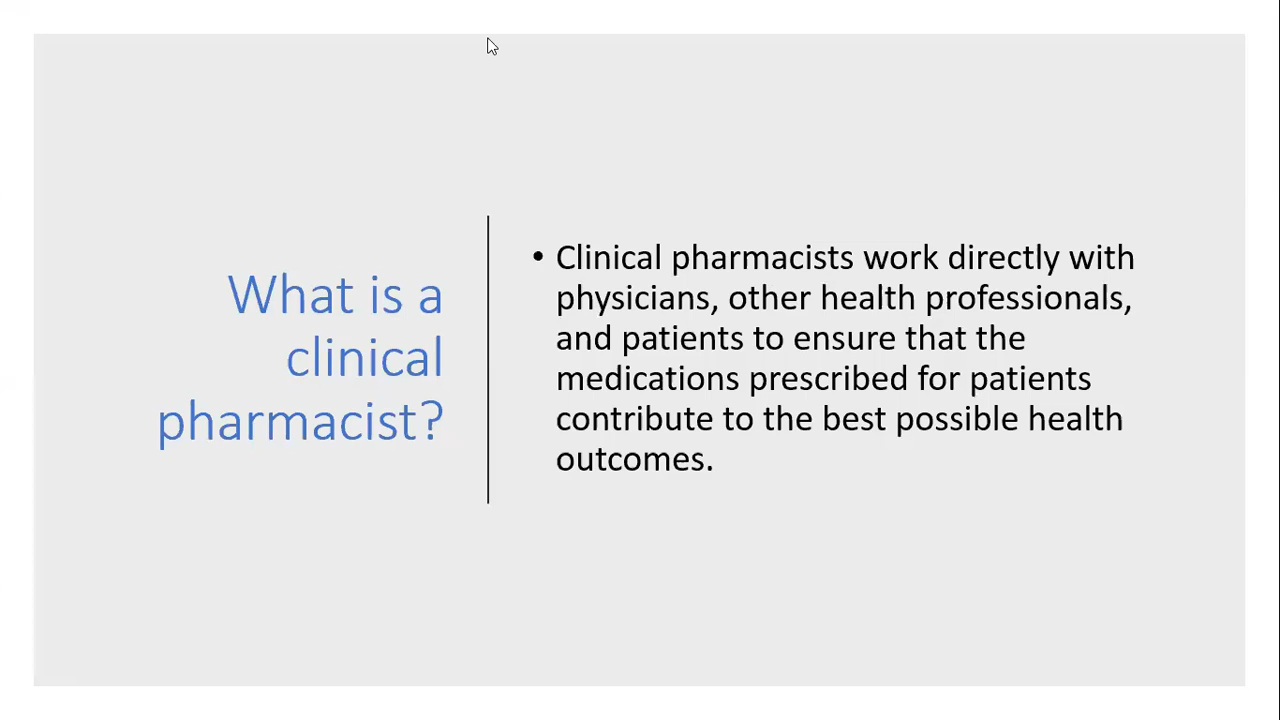 What is a
clinical
pharmacist?
• Clinical pharmacists work directly with
physicians, other health professionals,
and patients to ensure that the
medications prescribed for patients
contribute to the best possible health
outcomes.